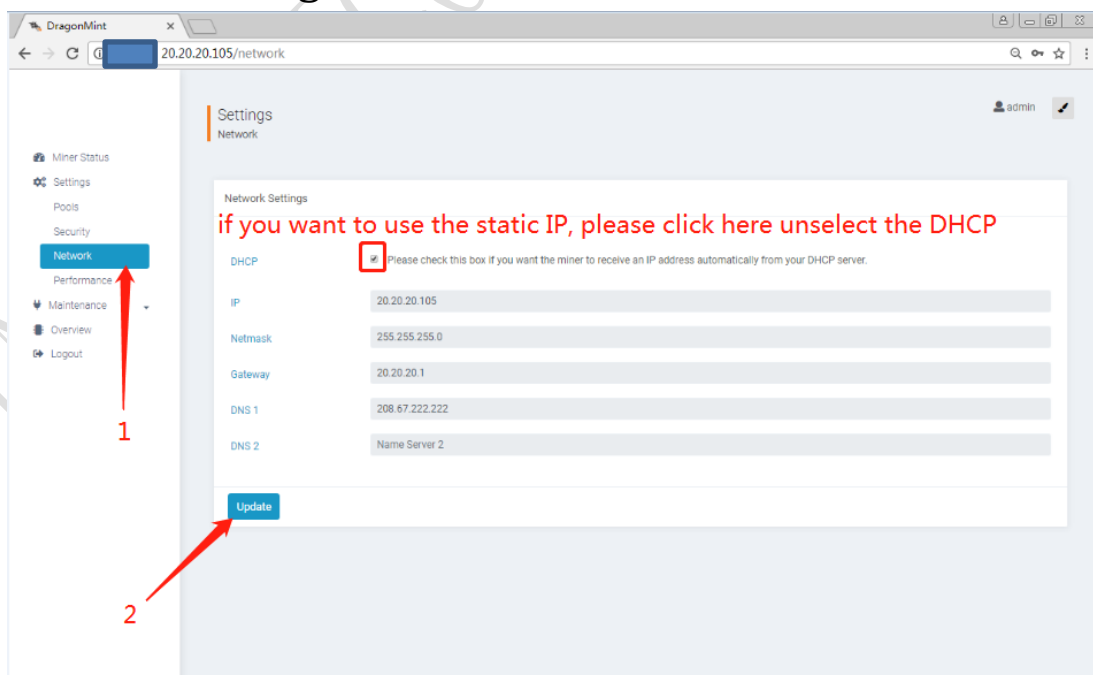 DragonMint
20.20.20.105/network
Settings
Network
admin
Miner Status
Settings
Pools
Security
Network
Performance
Maintenance
Overview
Logout
Network Settings
if you want to use the static IP, please click here unselect the DHCP
DHCP
Please check this box if you want the miner to receive an IP address automatically from your DHCP server.
IP
20.20.20.105
Netmask
255.255.255.0
Gateway
20.20.20.1
DNS 1
208.67.222.222
DNS 2
Name Server 2
Update
1
2